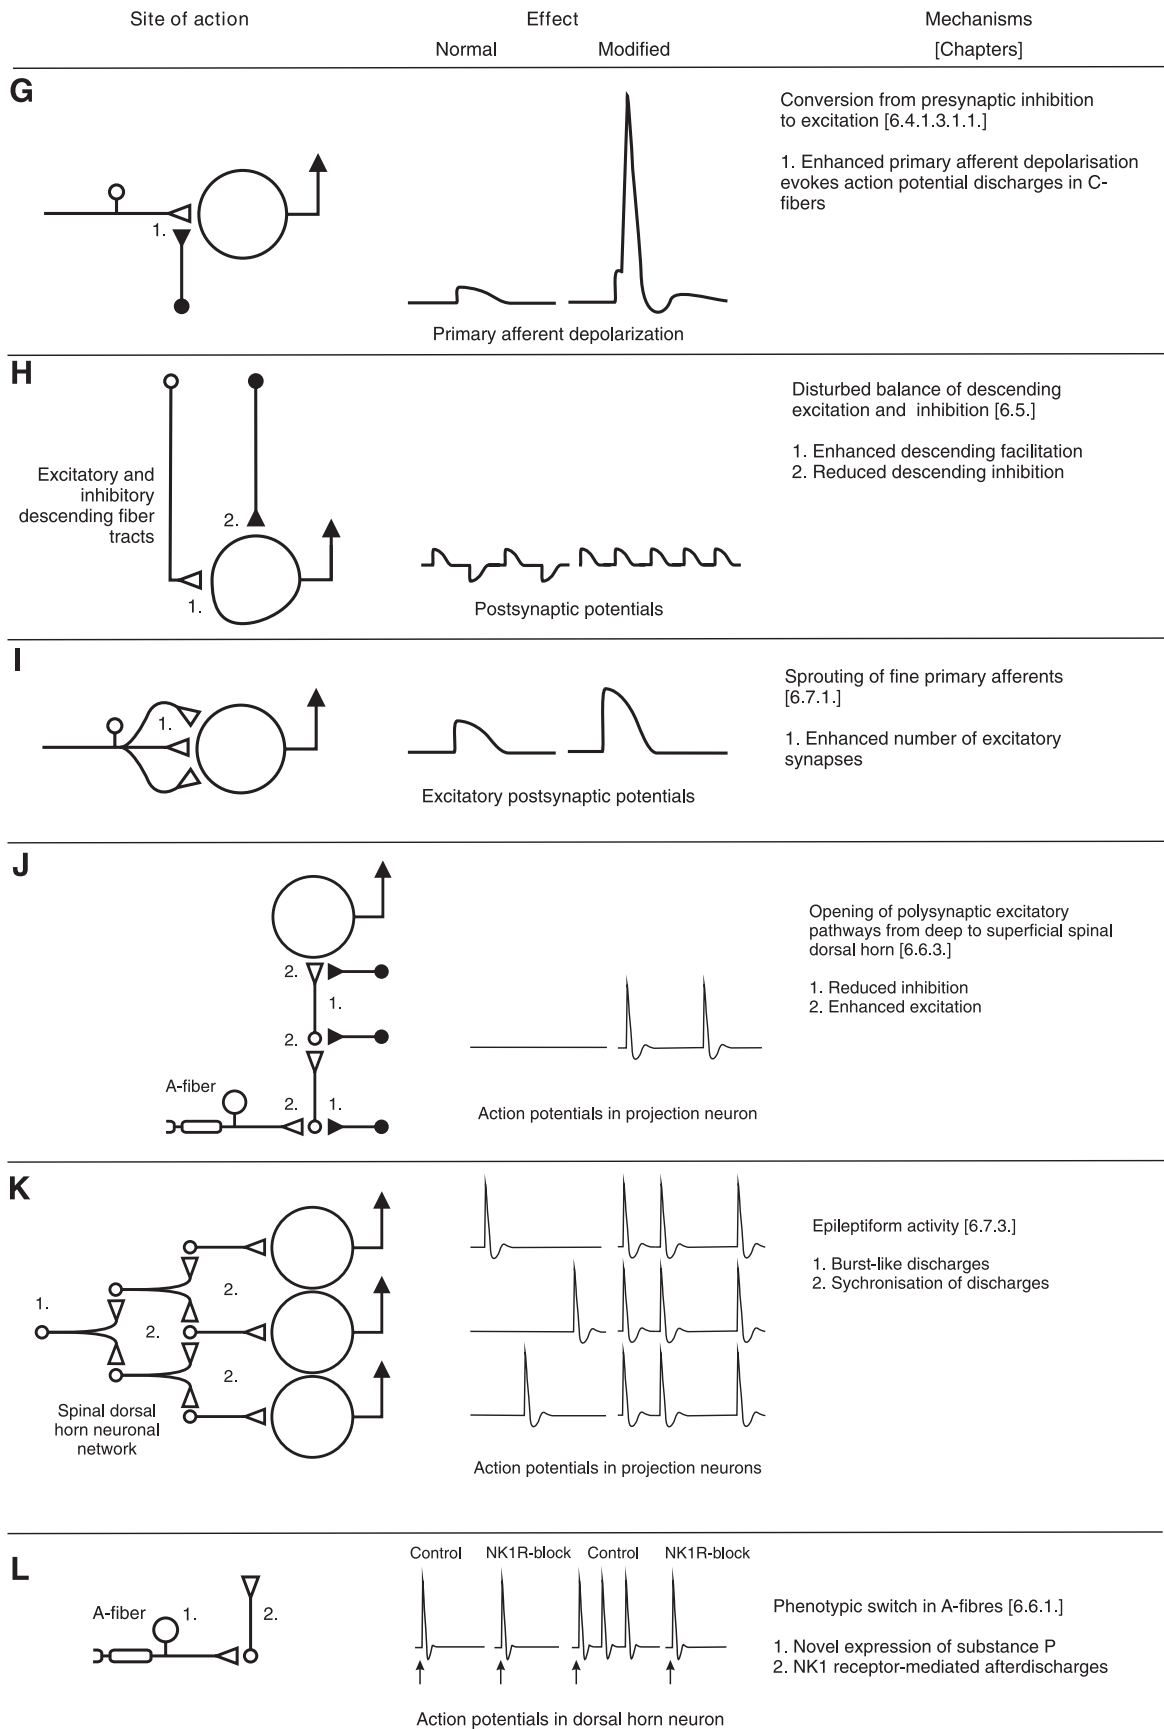 Site of action
Effect
Mechanisms
Normal
Modified
[Chapters]
G
1.
Primary afferent depolarization
Conversion from presynaptic inhibition
to excitation [6.4.1.3.1.1.]
1. Enhanced primary afferent depolarisation
evokes action potential discharges in C-
fibers
H
Excitatory and
inhibitory
descending fiber
tracts
2.
1.
Postsynaptic potentials
Disturbed balance of descending
excitation and inhibition [6.5.]
1. Enhanced descending facilitation
2. Reduced descending inhibition
I
1.
Excitatory postsynaptic potentials
Sprouting of fine primary afferents
[6.7.1.]
1. Enhanced number of excitatory
synapses
J
2.
1.
2.
A-fiber
2.
1.
Action potentials in projection neuron
Opening of polysynaptic excitatory
pathways from deep to superficial spinal
dorsal horn [6.6.3.]
1. Reduced inhibition
2. Enhanced excitation
K
1.
2.
2.
2.
Spinal dorsal
horn neuronal
network
Action potentials in projection neurons
Epileptiform activity [6.7.3.]
1. Burst-like discharges
2. Sychronisation of discharges
L
A-fiber
1.
2.
Control
NK1R-block
Control
NK1R-block
Action potentials in dorsal horn neuron
Phenotypic switch in A-fibres [6.6.1.]
1. Novel expression of substance P
2. NK1 receptor-mediated afterdischarges